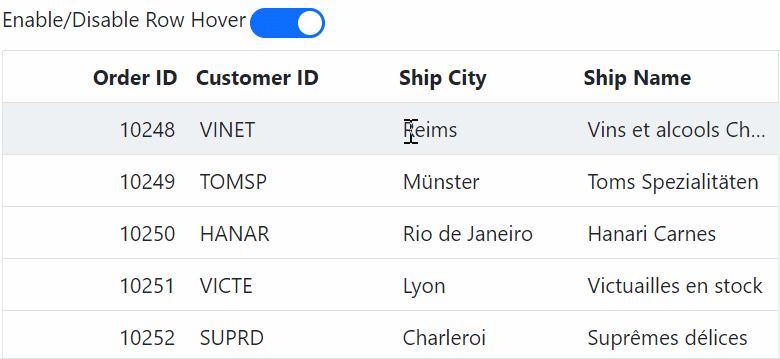 Enable/Disable Row Hover
Order ID Customer ID Ship City Ship Name
10248 VINET Reims Vins et alcools Ch...
10249 TOMSP Münster Toms Spezialitäten
10250 HANAR Rio de Janeiro Hanari Carnes
10251 VICTE Lyon Victuailles en stock
10252 SUPRD Charleroi Suprêmes délices